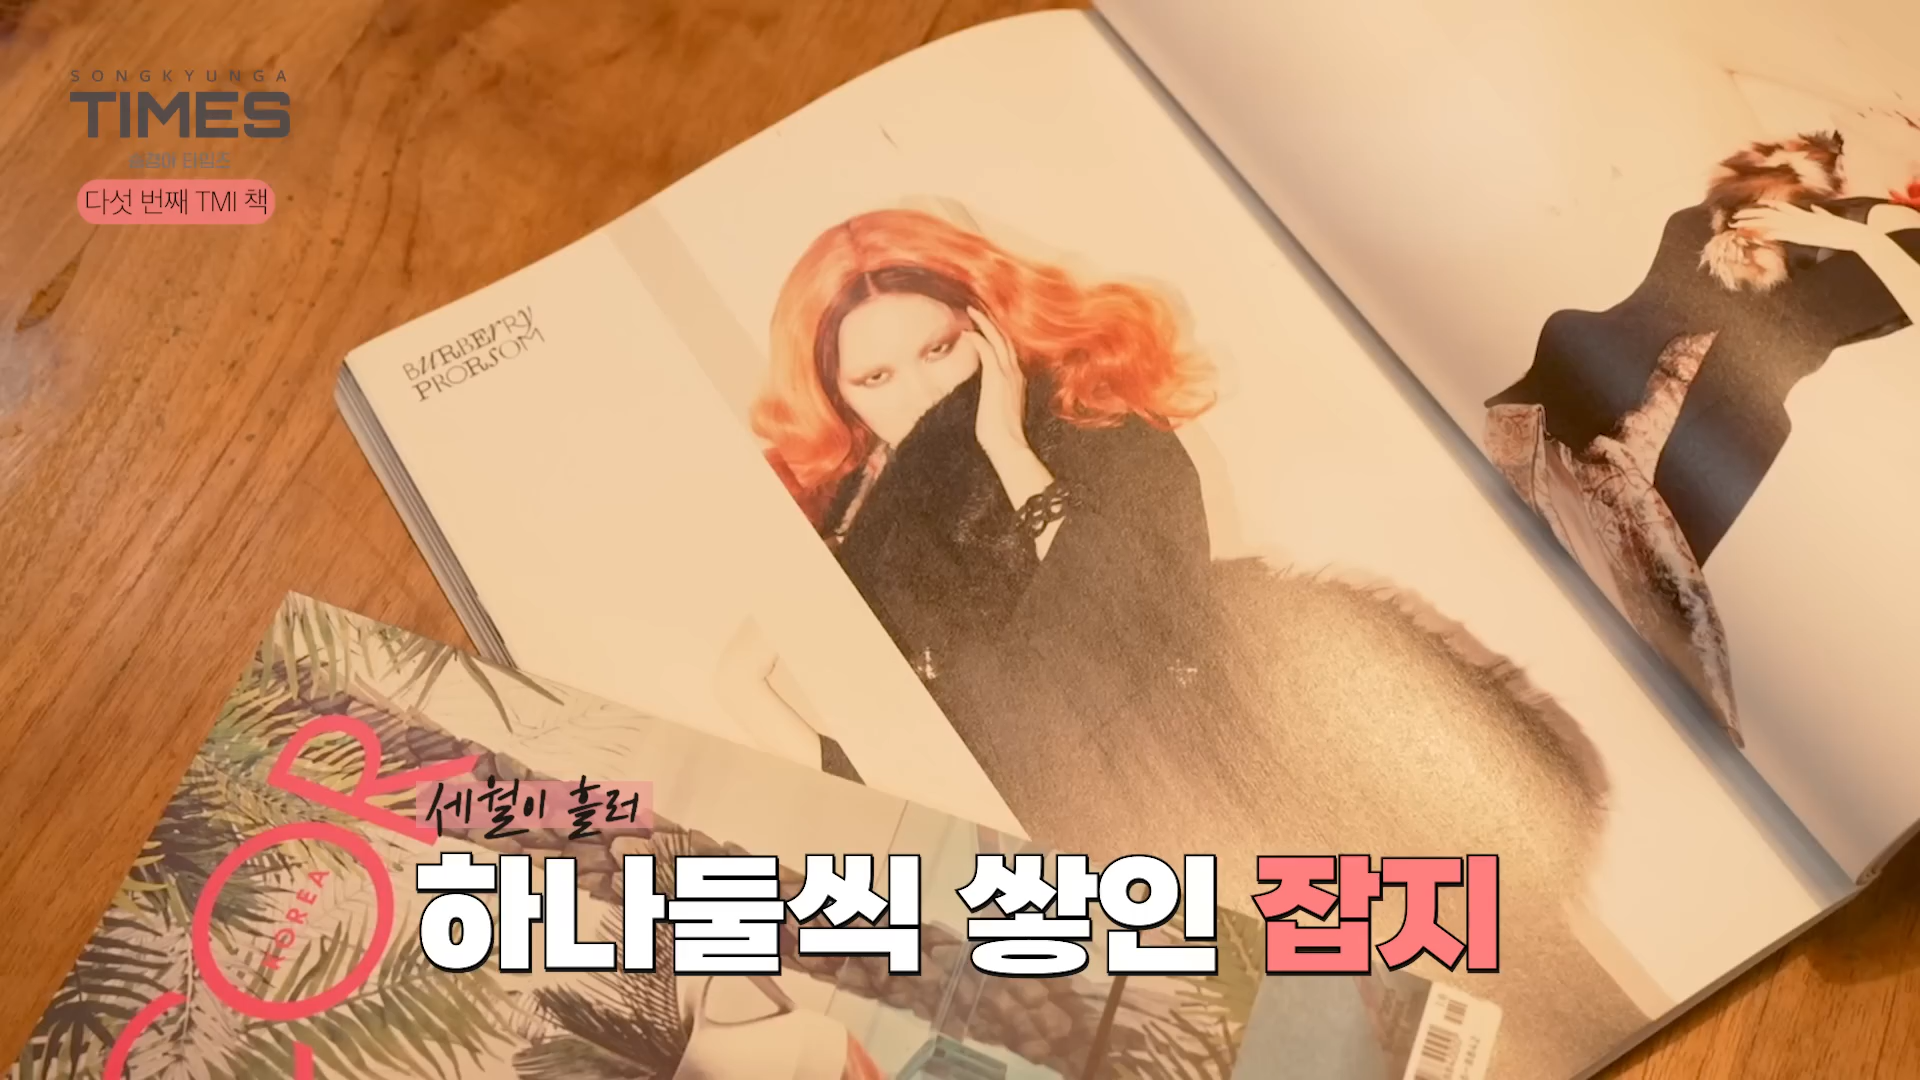 SONGKYUNGA
TIMES
송경아 타임즈
다섯 번째 TMI 책
BURBERRY
PRORSOM
KOREA
세월이 흘러
하나둘씩 쌓인 잡지